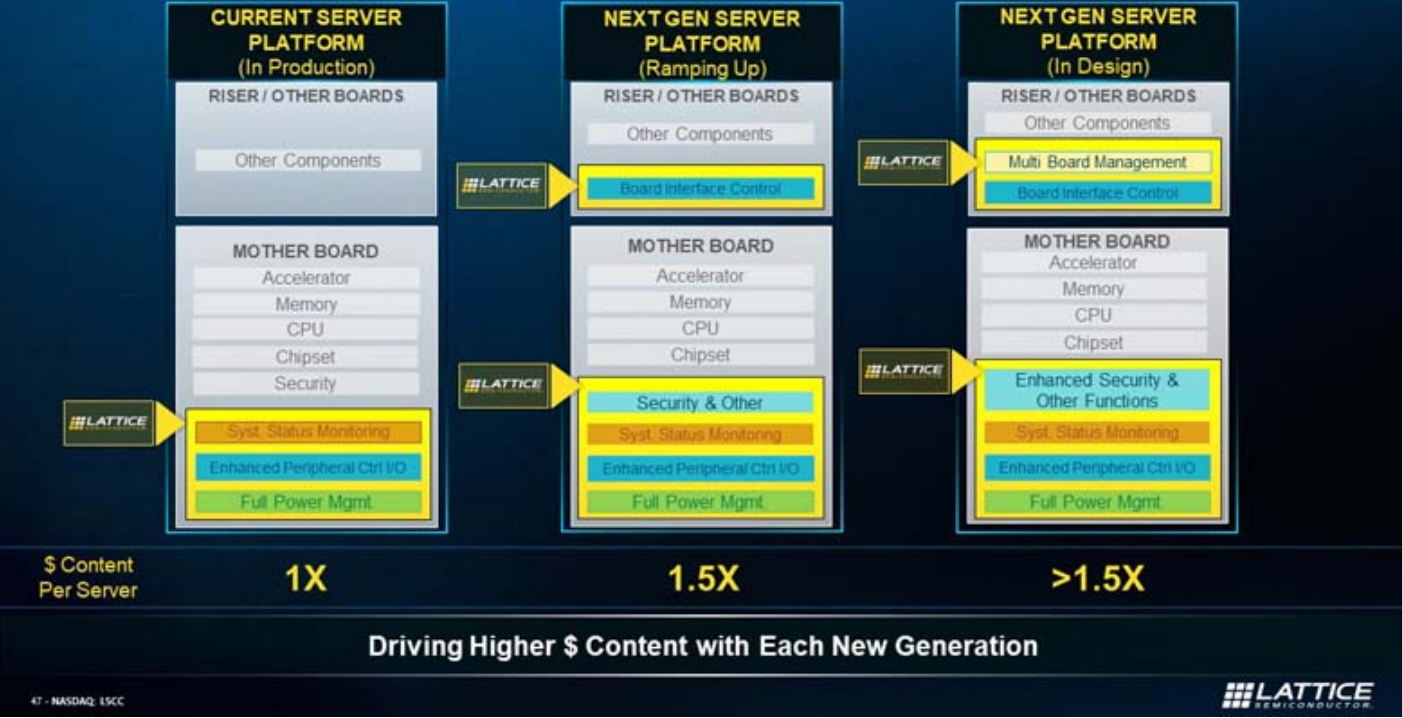 CURRENT SERVER
PLATFORM
(In Production)
RISER / OTHER BOARDS
Other Components
MOTHER BOARD
Accelerator
Memory
CPU
Chipset
Security
LATTICE
SEMICONDUCTOR
Syst. Status Monitoring
Enhanced Peripheral Ctrl I/O
Full Power Mgmt.
NEXT GEN SERVER
PLATFORM
(Ramping Up)
RISER / OTHER BOARDS
Other Components
LATTICE
SEMICONDUCTOR
Board Interface Control
MOTHER BOARD
Accelerator
Memory
CPU
Chipset
LATTICE
SEMICONDUCTOR
Security & Other
Syst. Status Monitoring
Enhanced Peripheral Ctrl I/O
Full Power Mgmt.
NEXT GEN SERVER
PLATFORM
(In Design)
RISER / OTHER BOARDS
Other Components
LATTICE
SEMICONDUCTOR
Multi Board Management
Board Interface Control
MOTHER BOARD
Accelerator
Memory
CPU
Chipset
LATTICE
SEMICONDUCTOR
Enhanced Security &
Other Functions
Syst. Status Monitoring
Enhanced Peripheral Ctrl I/O
Full Power Mgmt.
$ Content
Per Server
1X
1.5X
>1.5X
Driving Higher $ Content with Each New Generation
47 - NASDAQ: LSCC
LATTICE
SEMICONDUCTOR.